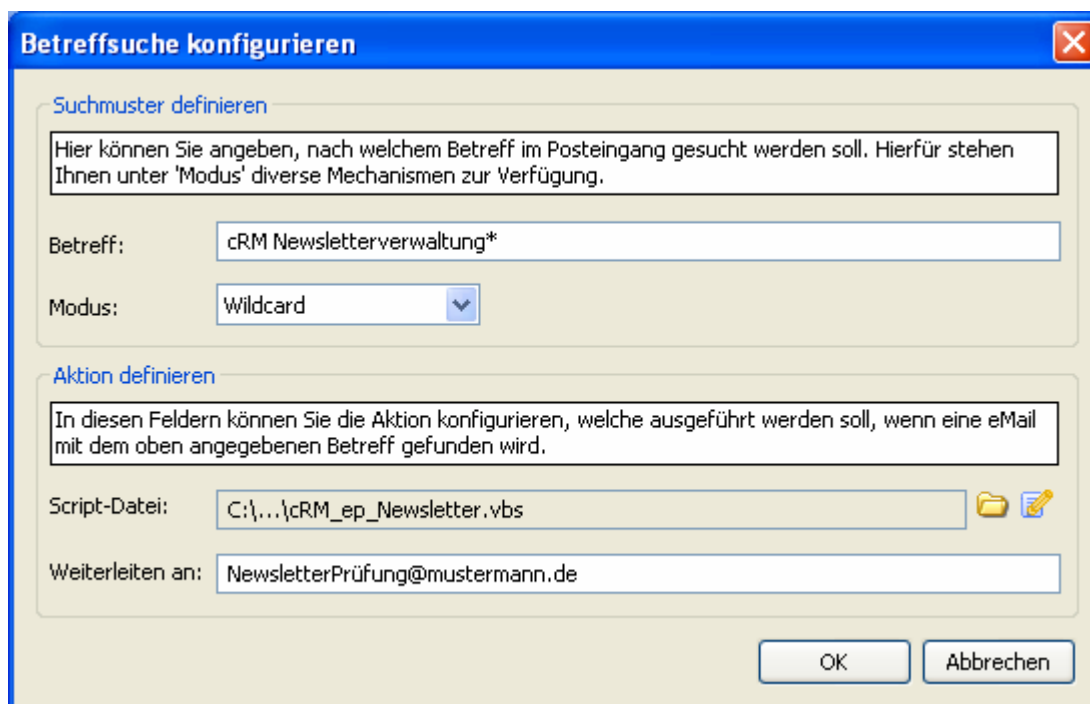 Betreffsuche konfigurieren
Suchmuster definieren
Hier können Sie angeben, nach welchem Betreff im Posteingang gesucht werden soll. Hierfür stehen
Ihnen unter 'Modus' diverse Mechanismen zur Verfügung.
Betreff: cRM Newsletterverwaltung*
Modus: Wildcard
Aktion definieren
In diesen Feldern können Sie die Aktion konfigurieren, welche ausgeführt werden soll, wenn eine eMail
mit dem oben angegebenen Betreff gefunden wird.
Script-Datei: C:\...\cRM_ep_Newsletter.vbs
Weiterleiten an: NewsletterPrüfung@mustermann.de
OK Abbrechen